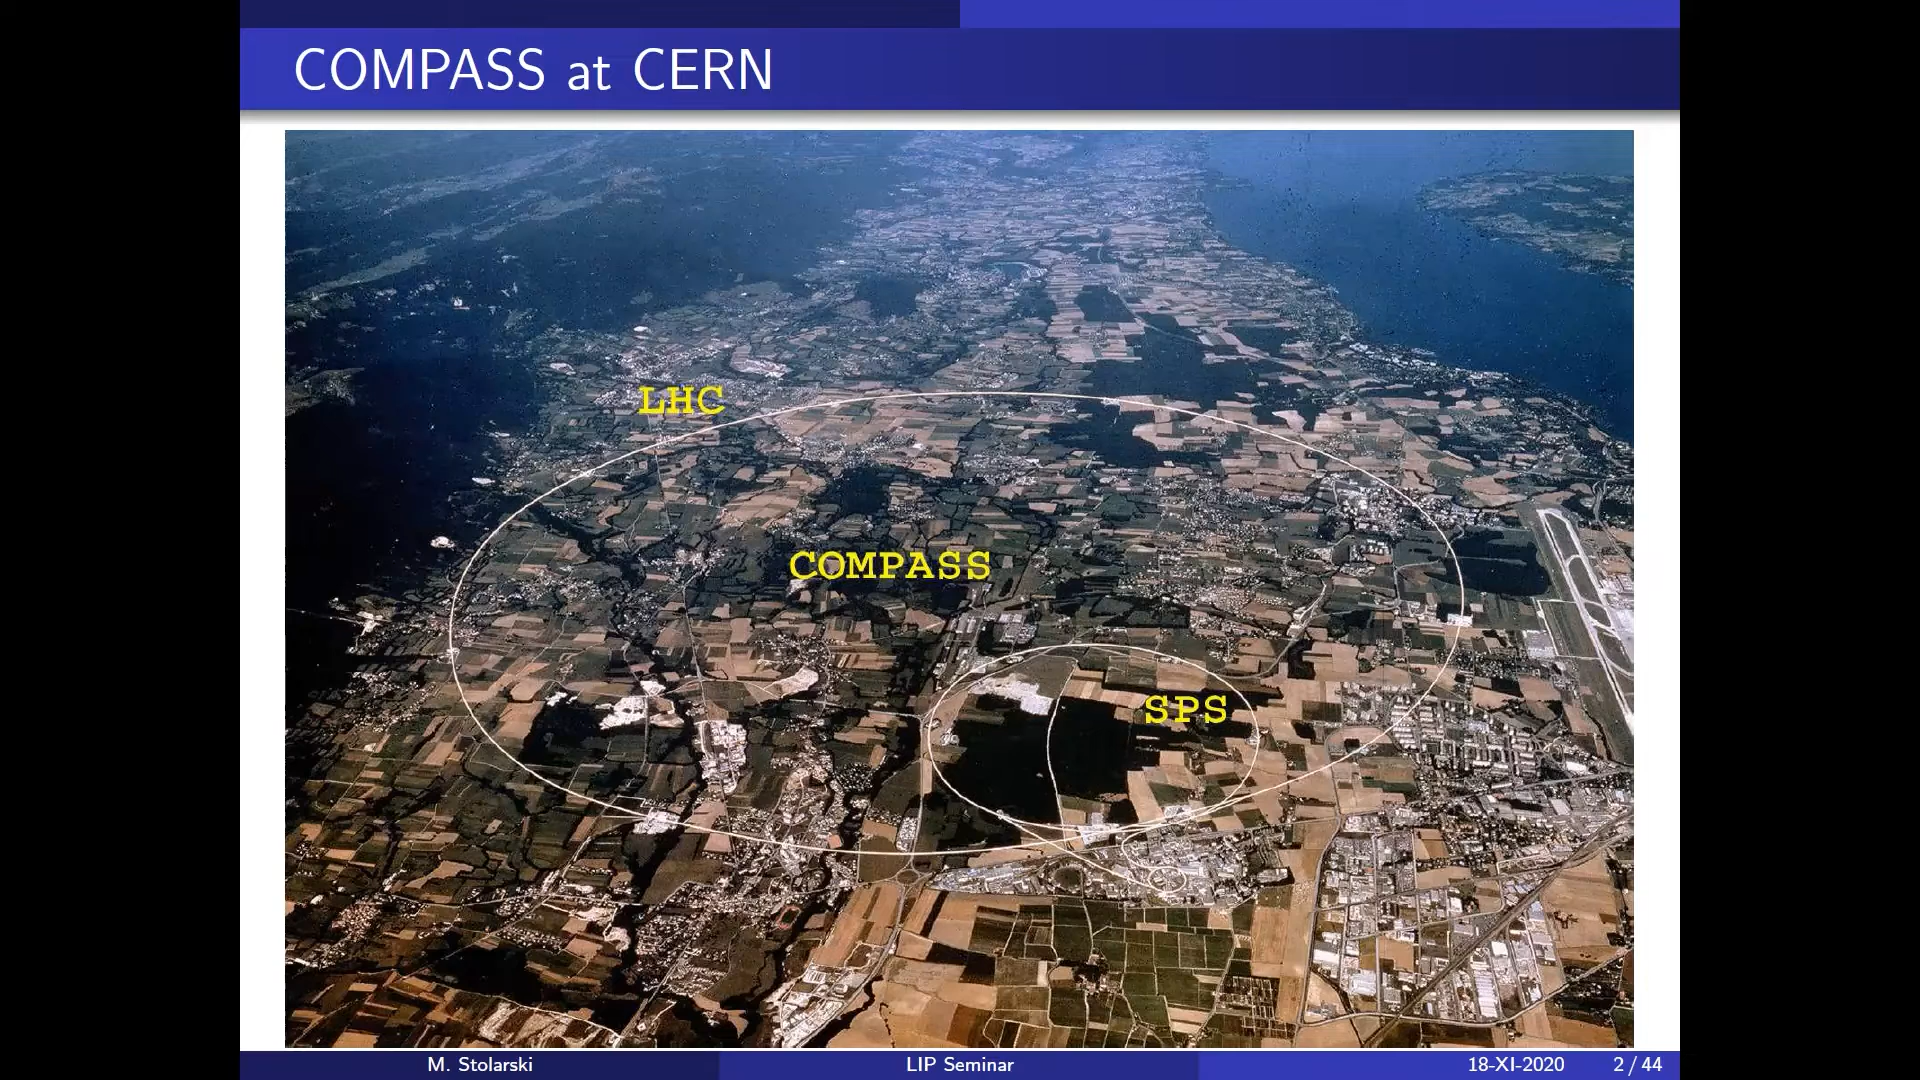 COMPASS at CERN
LHC
COMPASS
SPS
M. Stolarski
LIP Seminar
18-XI-2020
2 / 44